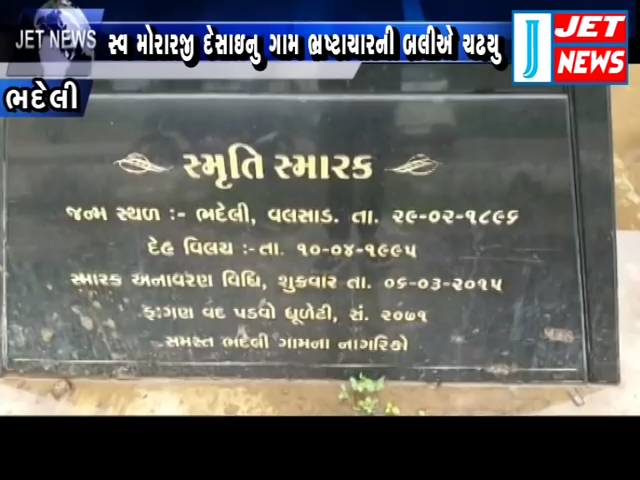 JET NEWS
સ્વ મોરારજી દેસાઇનુ ગામ ભ્રષ્ટાચારની બલીએ ચઢયુ
J JET NEWS
ભદેલી
સ્મૃતિ સ્મારક
જન્મ સ્થળ :- ભદેલી, વલસાડ. તા. ૨૯-૦૨-૧૮૯૬
દેહ વિલય :-તા. ૧૦-૦૪-૧૯૯૫
સ્મારક અનાવરણ વિધિ, શુક્રવાર તા. ૦૬-૦૩-૨૦૧૫
ફાગણ વદ પડવો ધૂળેટી, સં. ૨૦૭૧
સમસ્ત ભદેલી ગામના નાગરિકો